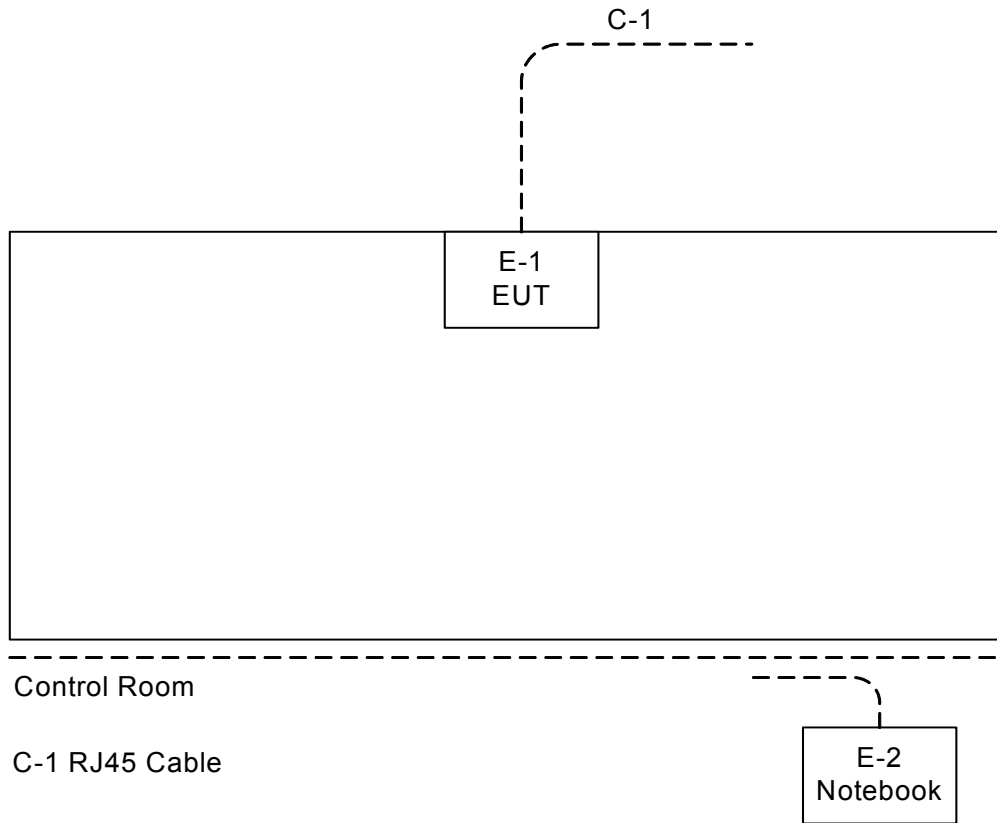 C-1
E-1
EUT
Control Room
C-1 RJ45 Cable
E-2
Notebook